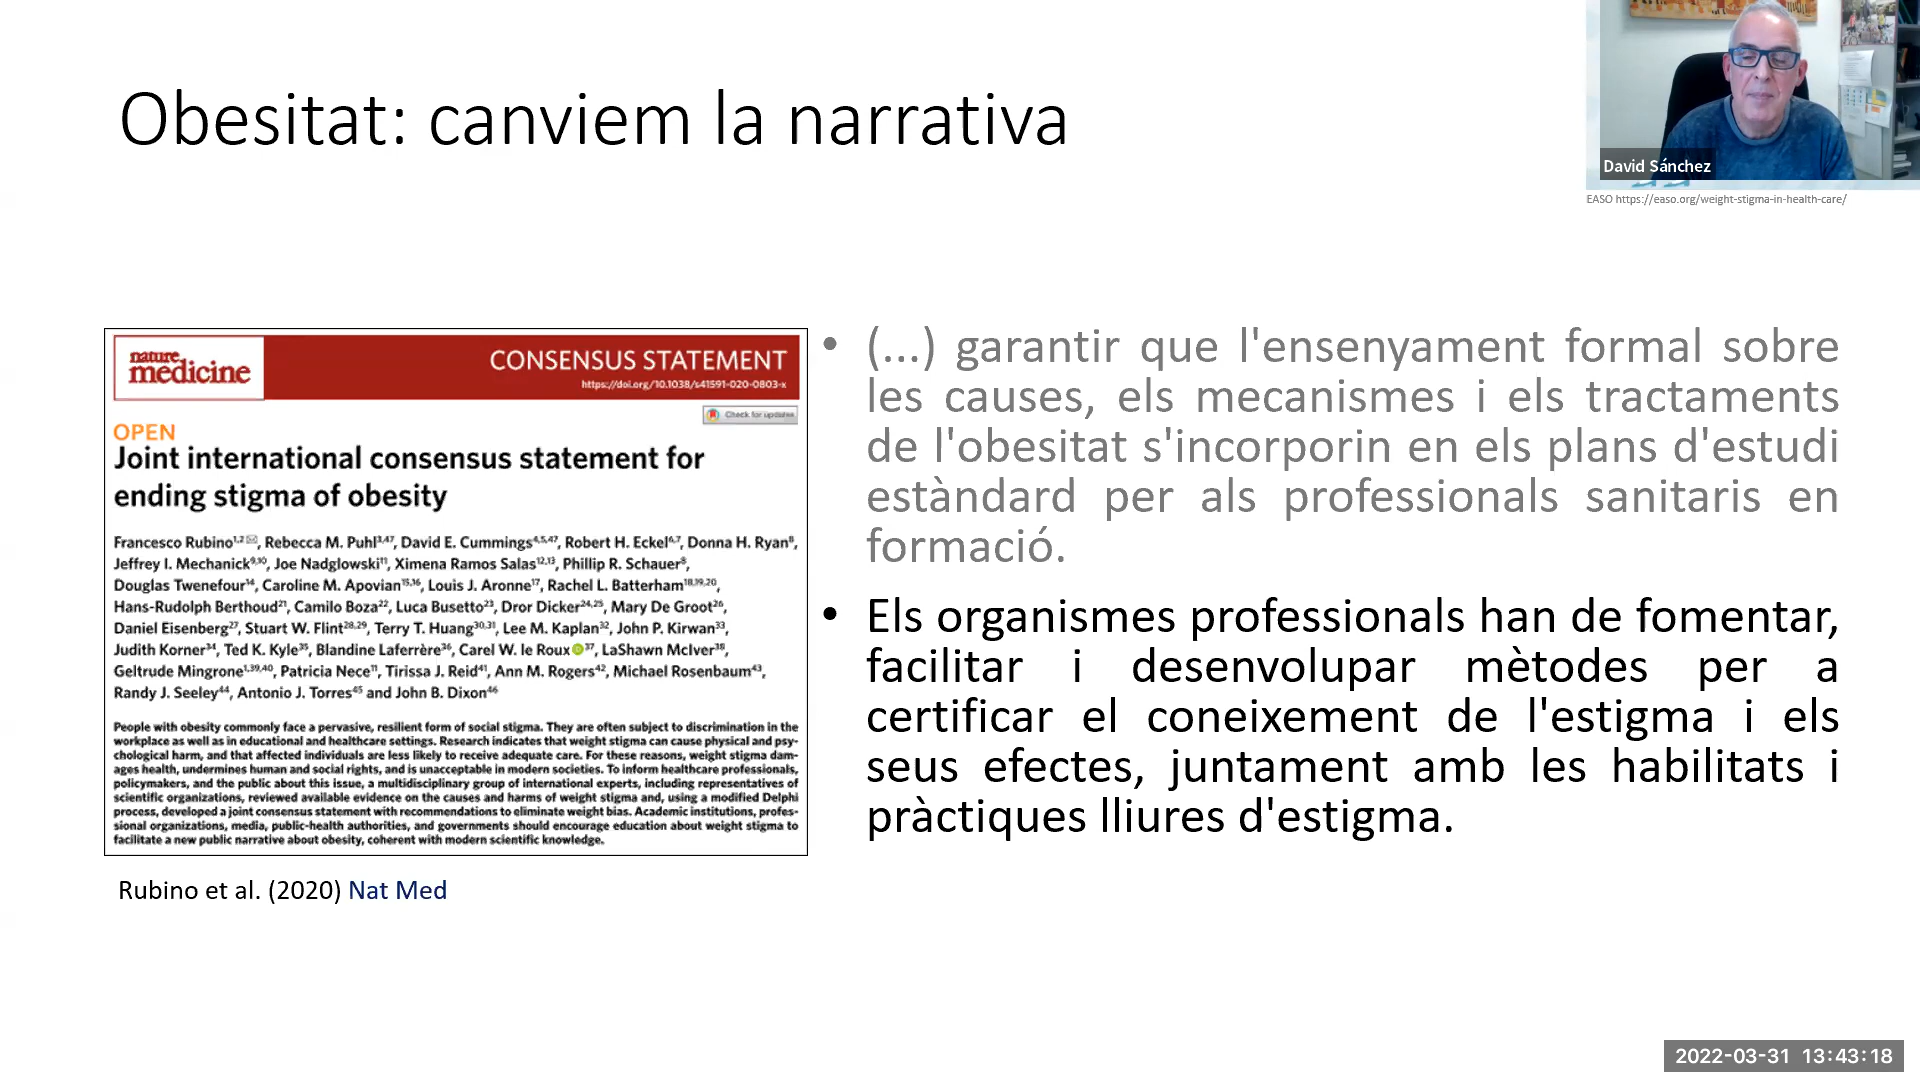 Obesitat: canviem la narrativa
David Sánchez
EASO https://easo.org/weight-stigma-in-health-care/
nature
medicine
CONSENSUS STATEMENT
https://doi.org/10.1038/s41591-020-0803-x
Check for updates
OPEN
Joint international consensus statement for
ending stigma of obesity
Francesco Rubino1,2✉, Rebecca M. Puhl3,47, David E. Cummings4,5,47, Robert H. Eckel6,7, Donna H. Ryan8,
Jeffrey I. Mechanick9,10, Joe Nadglowski11, Ximena Ramos Salas12,13, Phillip R. Schauer8,
Douglas Twenefour14, Caroline M. Apovian15,16, Louis J. Aronne17, Rachel L. Batterham18,19,20,
Hans-Rudolph Berthoud21, Camilo Boza22, Luca Busetto23, Dror Dicker24,25, Mary De Groot26,
Daniel Eisenberg27, Stuart W. Flint28,29, Terry T. Huang30,31, Lee M. Kaplan32, John P. Kirwan33,
Judith Korner34, Ted K. Kyle35, Blandine Laferrère36, Carel W. le Roux37, LaShawn McIver38,
Geltrude Mingrone1,39,40, Patricia Nece11, Tirissa J. Reid41, Ann M. Rogers42, Michael Rosenbaum43,
Randy J. Seeley44, Antonio J. Torres45 and John B. Dixon46
People with obesity commonly face a pervasive, resilient form of social stigma. They are often subject to discrimination in the
workplace as well as in educational and healthcare settings. Research indicates that weight stigma can cause physical and psy-
chological harm, and that affected individuals are less likely to receive adequate care. For these reasons, weight stigma dam-
ages health, undermines human and social rights, and is unacceptable in modern societies. To inform healthcare professionals,
policymakers, and the public about this issue, a multidisciplinary group of international experts, including representatives of
scientific organizations, reviewed available evidence on the causes and harms of weight stigma and, using a modified Delphi
process, developed a joint consensus statement with recommendations to eliminate weight bias. Academic institutions, profes-
sional organizations, media, public-health authorities, and governments should encourage education about weight stigma to
facilitate a new public narrative about obesity, coherent with modern scientific knowledge.
Rubino et al. (2020) Nat Med
• (...) garantir que l'ensenyament formal sobre
les causes, els mecanismes i els tractaments
de l'obesitat s'incorporin en els plans d'estudi
estàndard per als professionals sanitaris en
formació.
• Els organismes professionals han de fomentar,
facilitar i desenvolupar mètodes per a
certificar el coneixement de l'estigma i els
seus efectes, juntament amb les habilitats i
pràctiques lliures d'estigma.
2022-03-31 13:43:18